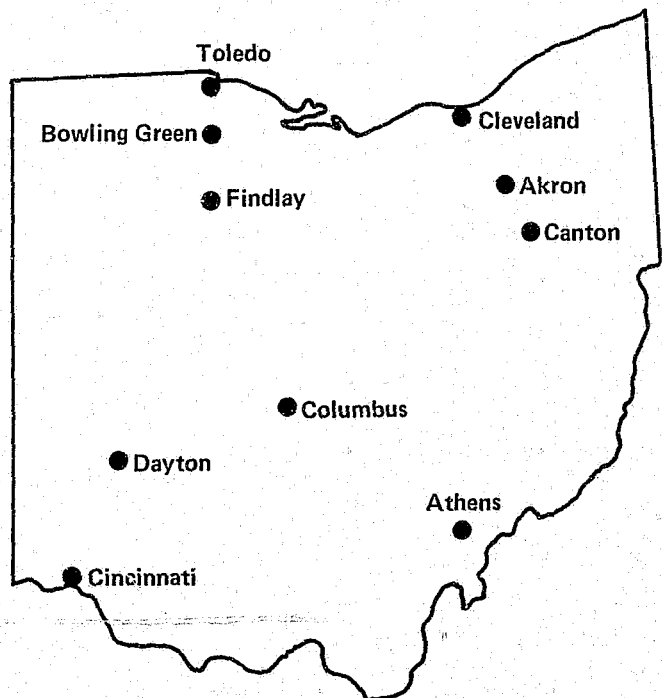 Toledo
Cleveland
Bowling Green
Akron
Findlay
Canton
Columbus
Dayton
Athens
Cincinnati